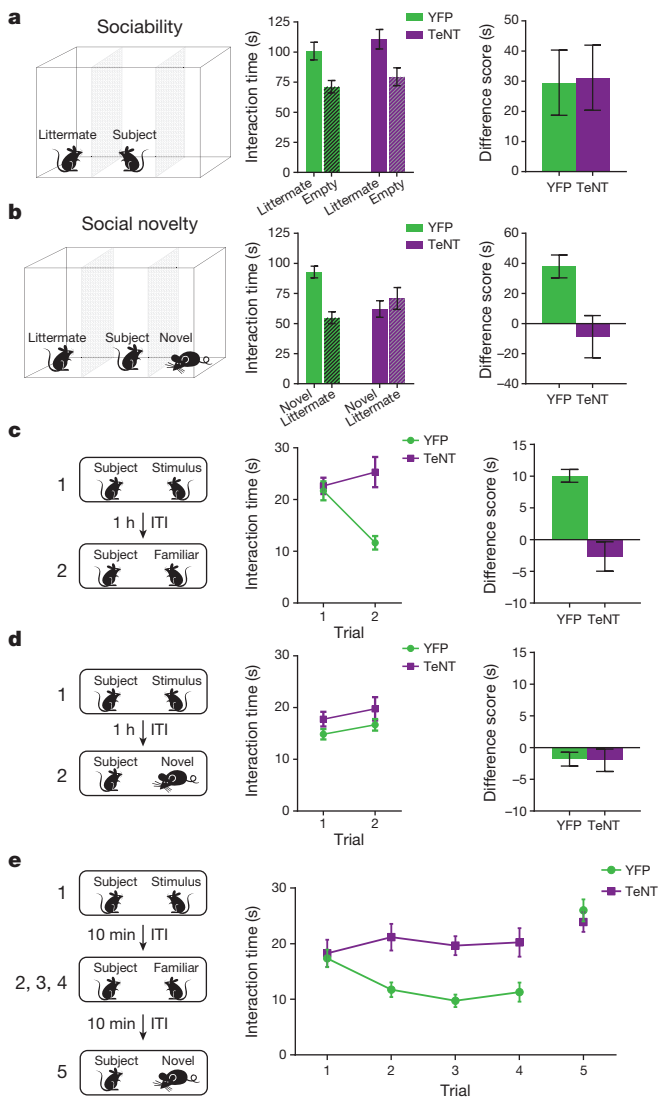 a
Sociability
Littermate Subject
Interaction time (s)
125
100
75
50
25
0
YFP
TeNT
Littermate
Empty
Littermate
Empty
Difference score (s)
50
40
30
20
10
0
YFP TeNT
b
Social novelty
Littermate Subject Novel
Interaction time (s)
125
100
75
50
25
0
YFP
TeNT
Novel
Littermate
Novel
Littermate
Difference score (s)
60
40
20
0
−20
−40
YFP TeNT
c
1
Subject Stimulus
1 h ITI
2
Subject Familiar
Interaction time (s)
30
20
10
0
1 2
Trial
YFP
TeNT
Difference score (s)
15
10
5
0
−5
−10
YFP TeNT
d
1
Subject Stimulus
1 h ITI
2
Subject Novel
Interaction time (s)
30
20
10
0
1 2
Trial
YFP
TeNT
Difference score (s)
15
10
5
0
−5
−10
YFP TeNT
e
1
Subject Stimulus
10 min ITI
2, 3, 4
Subject Familiar
10 min ITI
5
Subject Novel
Interaction time (s)
30
20
10
0
1 2 3 4 5
Trial
YFP
TeNT